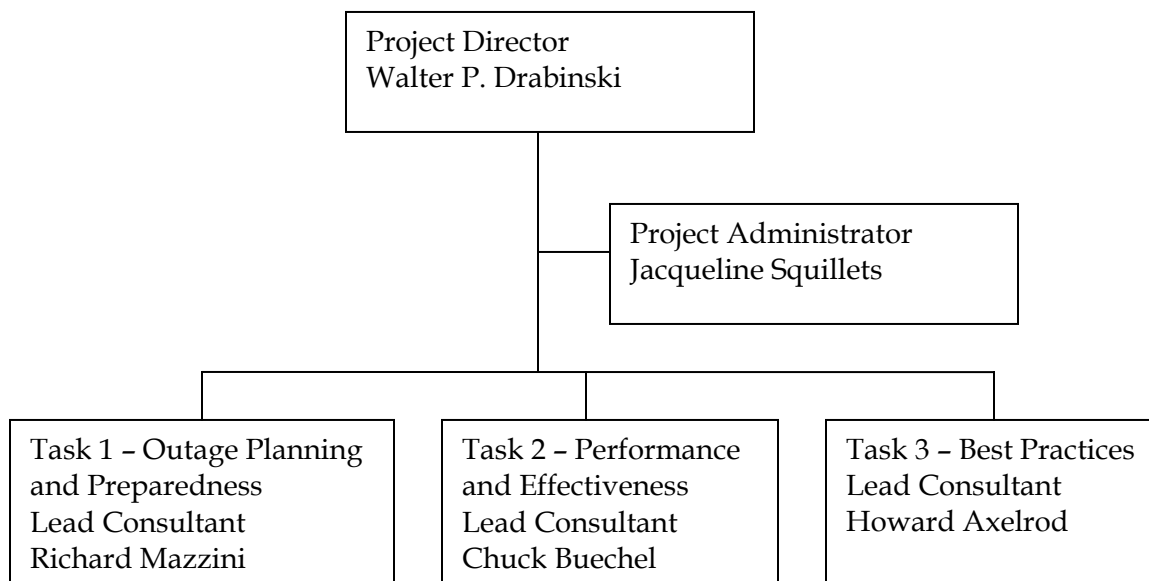 Project Director
Walter P. Drabinski
Project Administrator
Jacqueline Squillets
Task 1 – Outage Planning
and Preparedness
Lead Consultant
Richard Mazzini
Task 2 – Performance
and Effectiveness
Lead Consultant
Chuck Buechel
Task 3 – Best Practices
Lead Consultant
Howard Axelrod